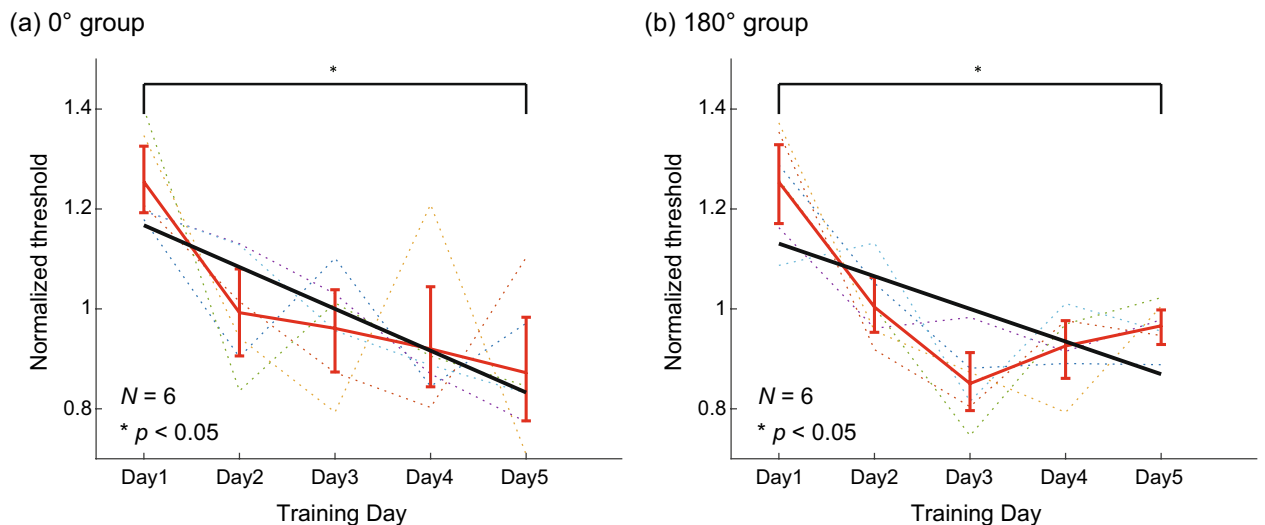 (a) 0° group
*
1.4
1.2
1
0.8
Normalized threshold
N = 6
* p < 0.05
Day1 Day2 Day3 Day4 Day5
Training Day
(b) 180° group
*
1.4
1.2
1
0.8
Normalized threshold
N = 6
* p < 0.05
Day1 Day2 Day3 Day4 Day5
Training Day